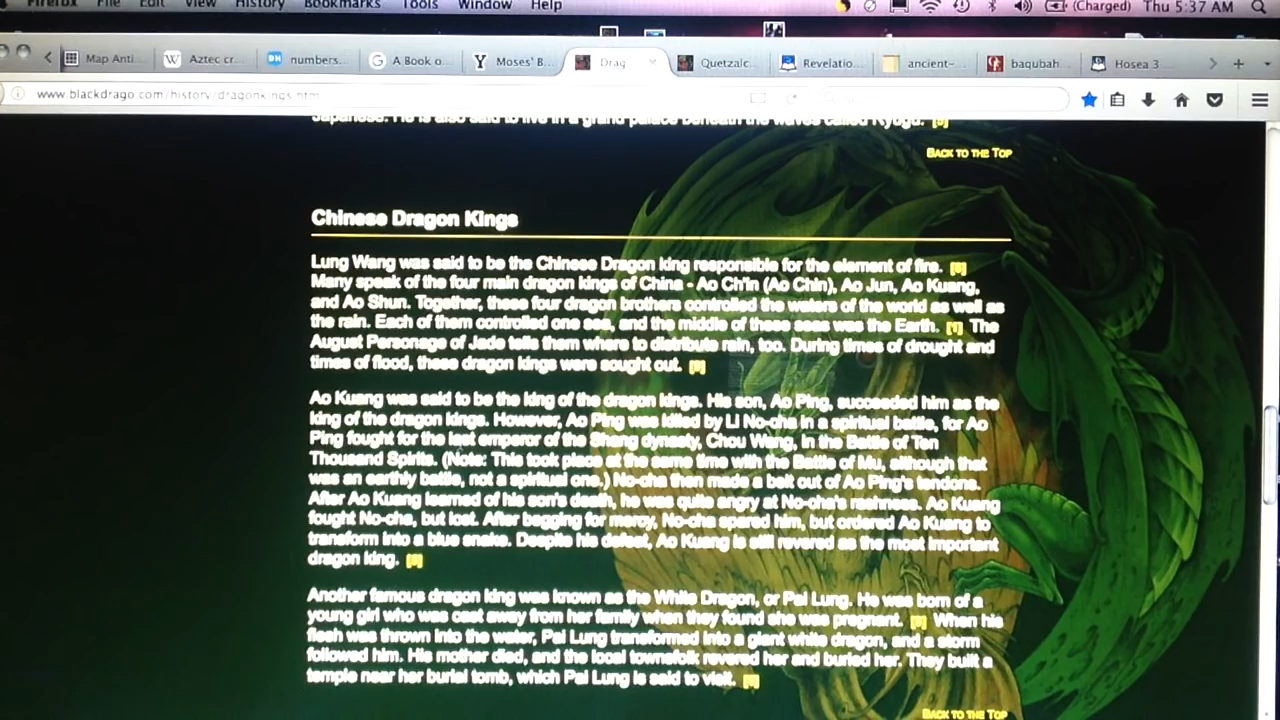 Firefox File Edit View History Bookmarks Tools Window Help (Charged) Thu 5:37 AM
Map Anti... Aztec cr... numbers... A Book o... Moses' B... Drag Quetzalc... Revelatio... ancient-... baqubah... Hosea 3
www.blackdrago.com/history/dragonkings.htm
Japanese. He is also said to live in a grand palace beneath the waves called Ryugu.
BACK TO THE TOP
Chinese Dragon Kings
Lung Wang was said to be the Chinese Dragon king responsible for the element of fire.
Many speak of the four main dragon kings of China - Ao Ch'in (Ao Chin), Ao Jun, Ao Kuang,
and Ao Shun. Together, these four dragon brothers controlled the waters of the world as well as
the rain. Each of them controlled one sea, and the middle of these seas was the Earth. The
August Personage of Jade tells them where to distribute rain, too. During times of drought and
times of flood, these dragon kings were sought out.
Ao Kuang was said to be the king of the dragon kings. His son, Ao Ping, succeeded him as the
king of the dragon kings. However, Ao Ping was killed by Li No-cha in a spiritual battle, for Ao
Ping fought for the last emperor of the Shang dynasty, Chou Wang, in the Battle of Ten
Thousand Spirits. (Note: This took place at the same time with the Battle of Mu, although that
was an earthly battle, not a spiritual one.) No-cha then made a belt out of Ao Ping's tendons.
After Ao Kuang learned of his son's death, he was quite angry at No-cha's rashness. Ao Kuang
fought No-cha, but lost. After begging for mercy, No-cha spared him, but ordered Ao Kuang to
transform into a blue snake. Despite his defeat, Ao Kuang is still revered as the most important
dragon king.
Another famous dragon king was known as the White Dragon, or Pai Lung. He was born of a
young girl who was cast away from her family when they found she was pregnant. When his
flesh was thrown into the water, Pai Lung transformed into a giant white dragon, and a storm
followed him. His mother died, and the local townsfolk revered her and buried her. They built a
temple near her burial tomb, which Pai Lung is said to visit.
BACK TO THE TOP